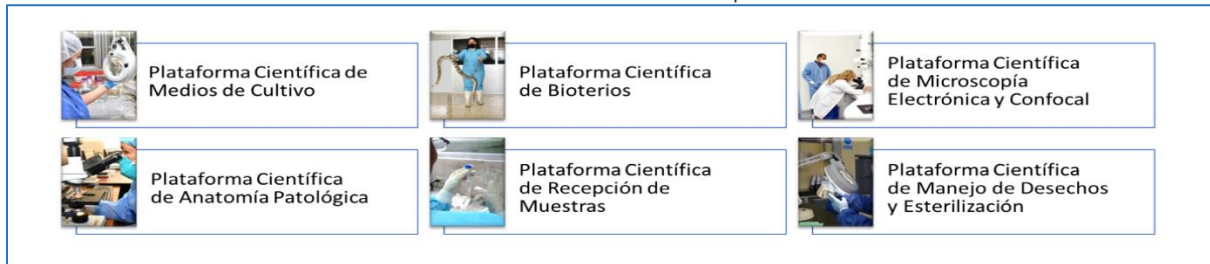 Plataforma Científica de
Medios de Cultivo
Plataforma Científica
de Bioterios
Plataforma Científica
de Microscopía
Electrónica y Confocal
Plataforma Científica
de Anatomía Patológica
Plataforma Científica
de Recepción de
Muestras
Plataforma Científica
de Manejo de Desechos
y Esterilización